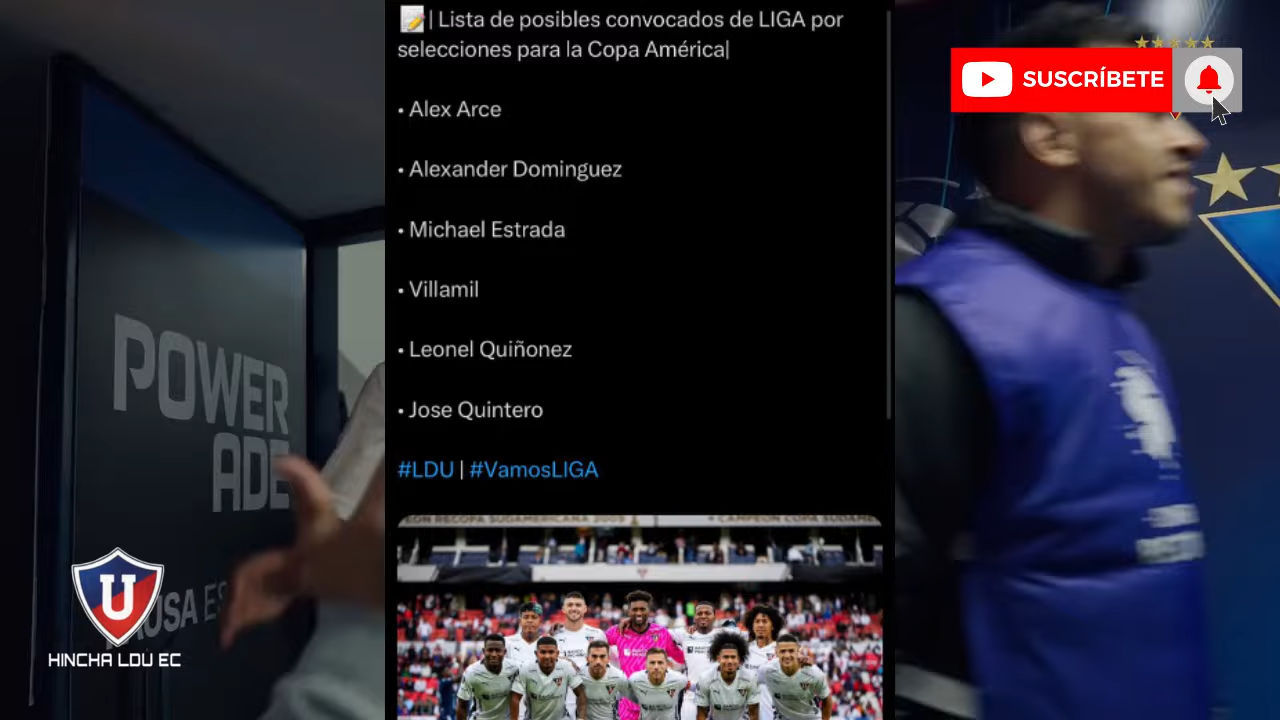 📝| Lista de posibles convocados de LIGA por
selecciones para la Copa América|
• Alex Arce
• Alexander Dominguez
• Michael Estrada
• Villamil
• Leonel Quiñonez
• Jose Quintero
#LDU | #VamosLIGA
SUSCRÍBETE
POWER
ADE
U
HINCHA LDU EC